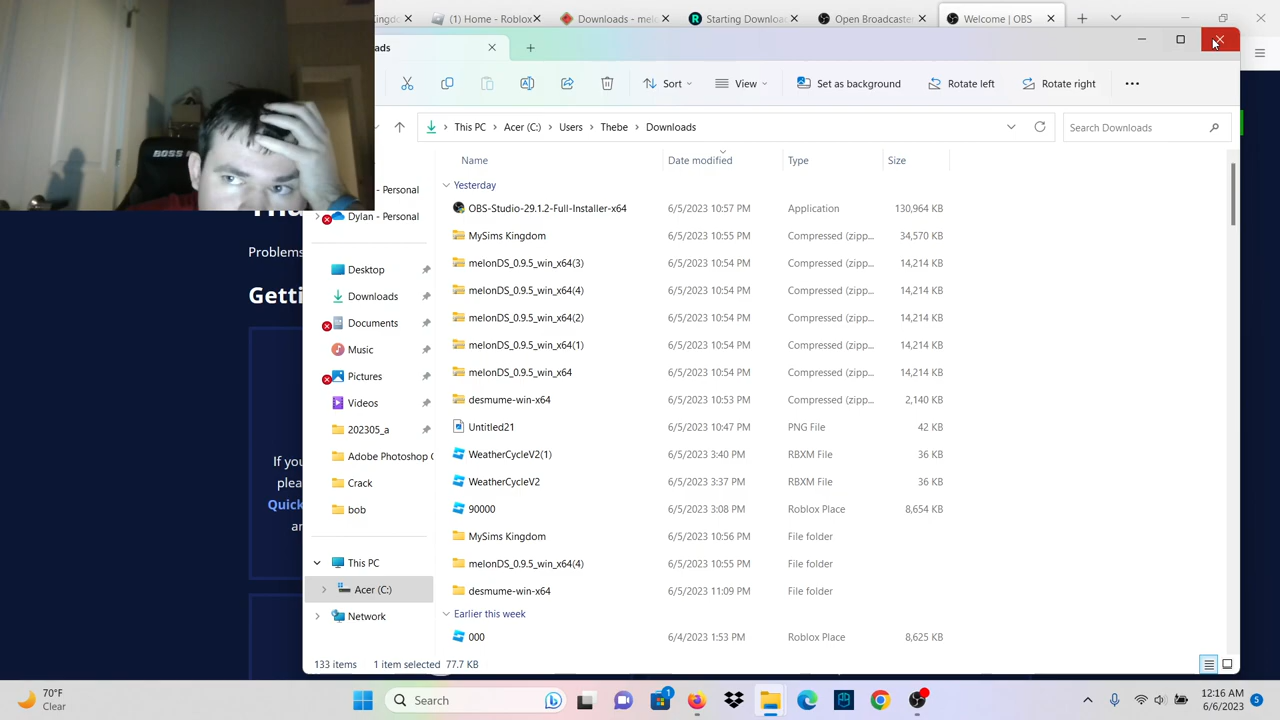 ngdo
(1) Home - Roblox
Downloads - melo
Starting Downloa
Open Broadcaste
Welcome | OBS
ads
Sort
View
Set as background
Rotate left
Rotate right
This PC > Acer (C:) > Users > Thebe > Downloads
Search Downloads
Name Date modified Type Size
Yesterday
OBS-Studio-29.1.2-Full-Installer-x64 6/5/2023 10:57 PM Application 130,964 KB
MySims Kingdom 6/5/2023 10:55 PM Compressed (zipp... 34,570 KB
melonDS_0.9.5_win_x64(3) 6/5/2023 10:54 PM Compressed (zipp... 14,214 KB
melonDS_0.9.5_win_x64(4) 6/5/2023 10:54 PM Compressed (zipp... 14,214 KB
melonDS_0.9.5_win_x64(2) 6/5/2023 10:54 PM Compressed (zipp... 14,214 KB
melonDS_0.9.5_win_x64(1) 6/5/2023 10:54 PM Compressed (zipp... 14,214 KB
melonDS_0.9.5_win_x64 6/5/2023 10:54 PM Compressed (zipp... 14,214 KB
desmume-win-x64 6/5/2023 10:53 PM Compressed (zipp... 2,140 KB
Untitled21 6/5/2023 10:47 PM PNG File 42 KB
WeatherCycleV2(1) 6/5/2023 3:40 PM RBXM File 36 KB
WeatherCycleV2 6/5/2023 3:37 PM RBXM File 36 KB
90000 6/5/2023 3:08 PM Roblox Place 8,654 KB
MySims Kingdom 6/5/2023 10:56 PM File folder
melonDS_0.9.5_win_x64(4) 6/5/2023 10:55 PM File folder
desmume-win-x64 6/5/2023 11:09 PM File folder
Earlier this week
000 6/4/2023 1:53 PM Roblox Place 8,625 KB
- Personal
Dylan - Personal
Desktop
Downloads
Documents
Music
Pictures
Videos
202305_a
Adobe Photoshop C
Crack
bob
This PC
Acer (C:)
Network
133 items 1 item selected 77.7 KB
BOSS
Problems
Getti
If you
plea
Quick
an
70°F
Clear
Search
1
12:16 AM
6/6/2023
5